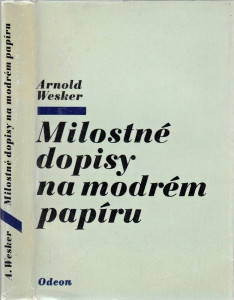 A. Wesker Milostné dopisy na modrém papíru
Arnold
Wesker
Milostné
dopisy
na modrém
papíru
Odeon